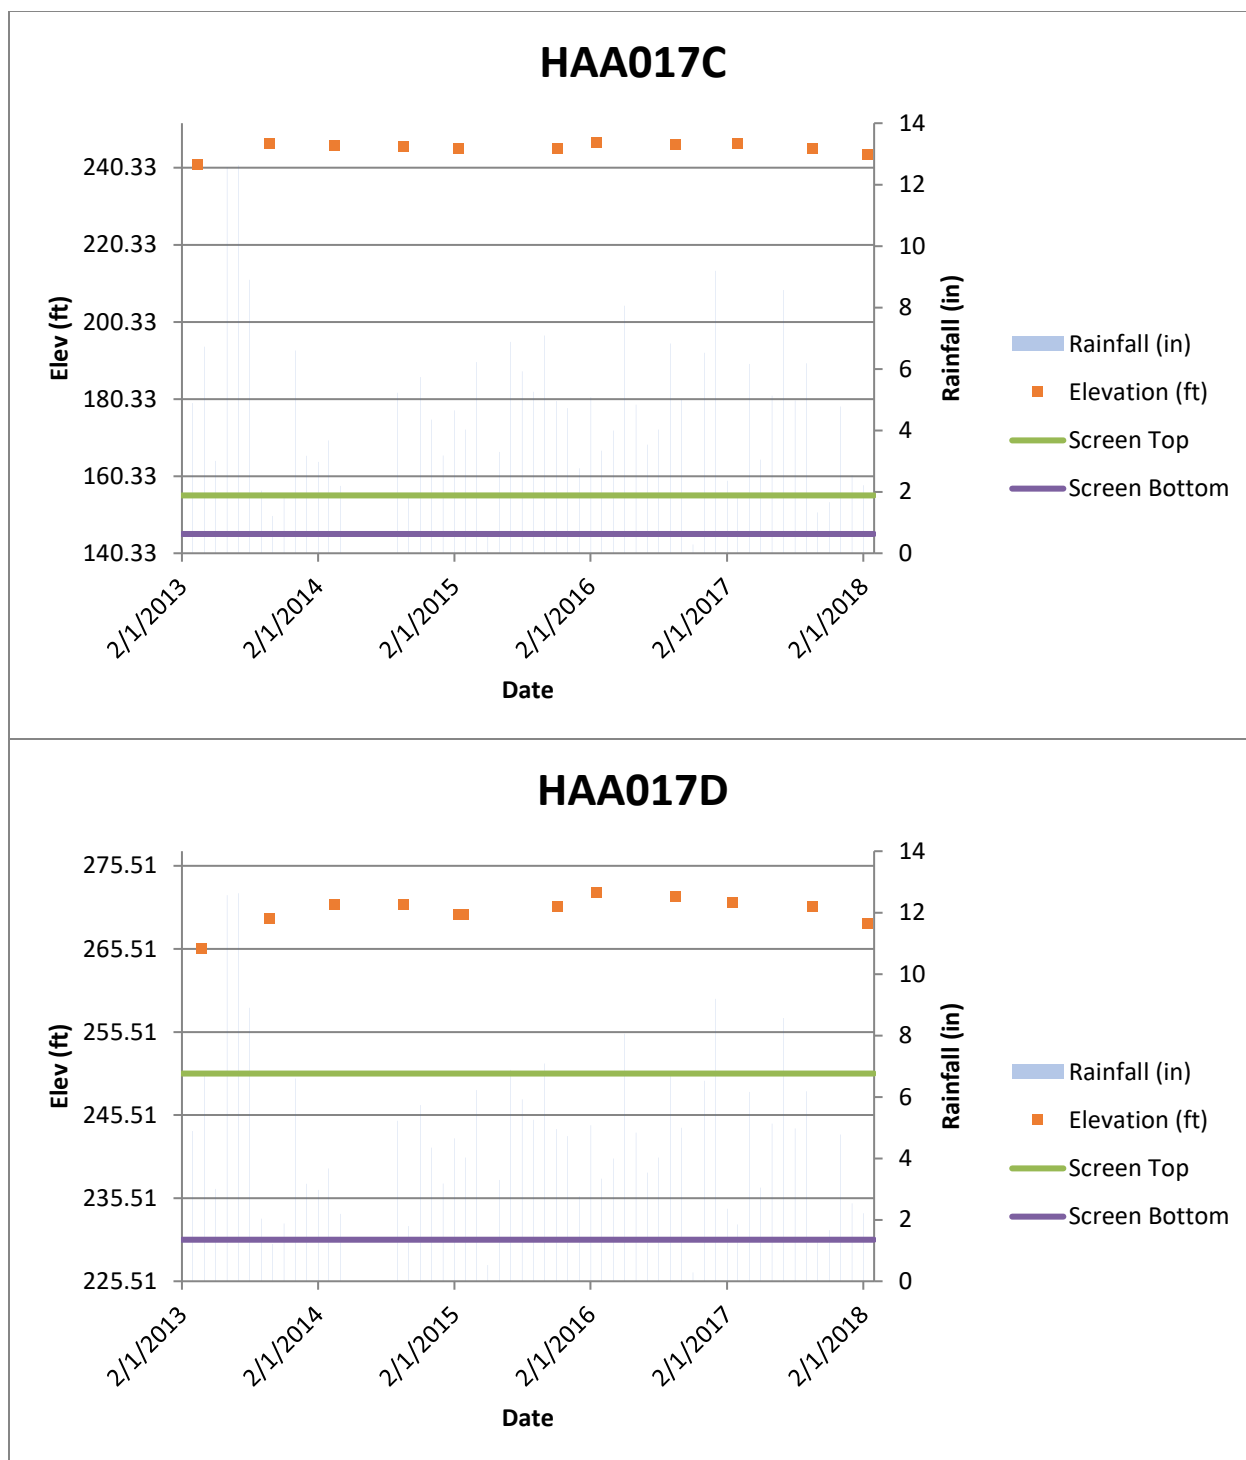 HAA017C
240.33
220.33
200.33
180.33
160.33
140.33
Elev (ft)
14
12
10
8
6
4
2
0
Rainfall (in)
2/1/2013
2/1/2014
2/1/2015
2/1/2016
2/1/2017
2/1/2018
Date
Rainfall (in)
Elevation (ft)
Screen Top
Screen Bottom
HAA017D
275.51
265.51
255.51
245.51
235.51
225.51
Elev (ft)
14
12
10
8
6
4
2
0
Rainfall (in)
2/1/2013
2/1/2014
2/1/2015
2/1/2016
2/1/2017
2/1/2018
Date
Rainfall (in)
Elevation (ft)
Screen Top
Screen Bottom